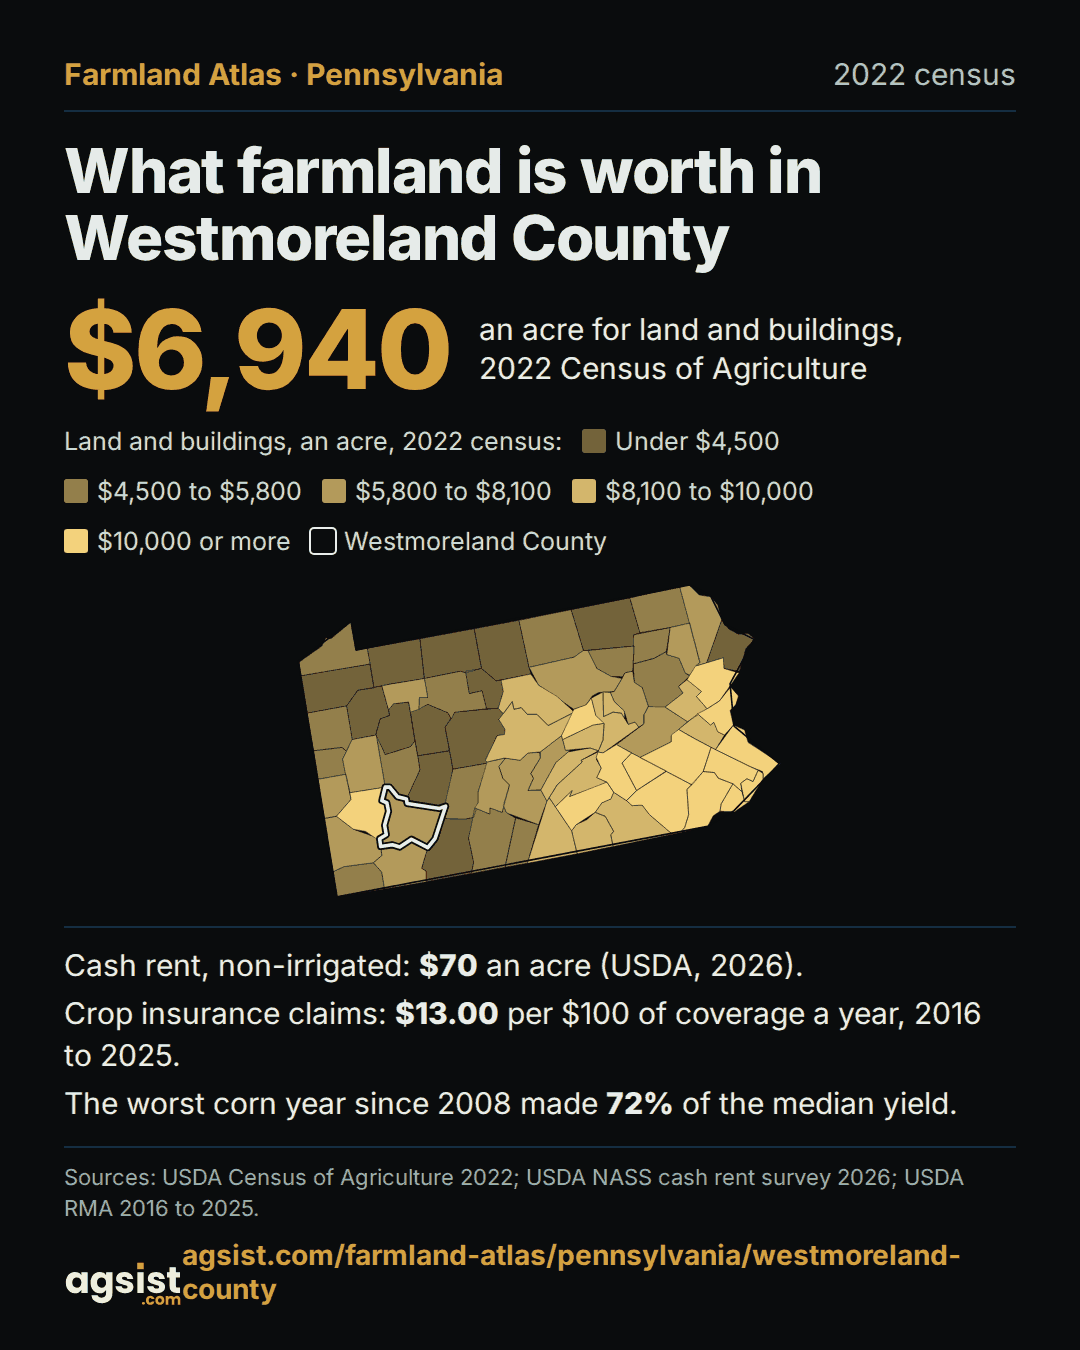 Farmland Atlas · Pennsylvania
2022 census
What farmland is worth in
Westmoreland County
$6,940
an acre for land and buildings,
2022 Census of Agriculture
Land and buildings, an acre, 2022 census:
Under $4,500
$4,500 to $5,800
$5,800 to $8,100
$8,100 to $10,000
$10,000 or more
Westmoreland County
Cash rent, non-irrigated: $70 an acre (USDA, 2026).
Crop insurance claims: $13.00 per $100 of coverage a year, 2016
to 2025.
The worst corn year since 2008 made 72% of the median yield.
Sources: USDA Census of Agriculture 2022; USDA NASS cash rent survey 2026; USDA
RMA 2016 to 2025.
agsist
.com
agsist.com/farmland-atlas/pennsylvania/westmoreland-
county